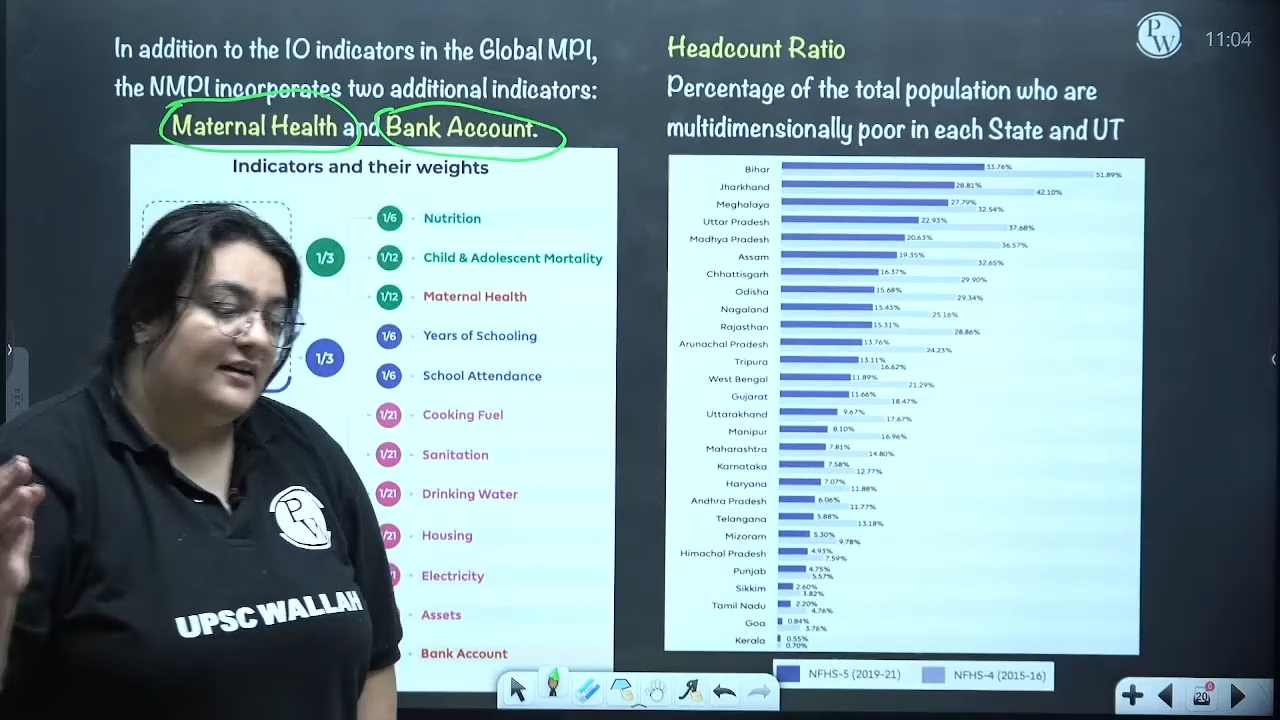 In addition to the 10 indicators in the Global MPI,
the NMPI incorporates two additional indicators:
Maternal Health and Bank Account.
Indicators and their weights
1/3
1/6 Nutrition
1/12 Child & Adolescent Mortality
1/12 Maternal Health
1/3
1/6 Years of Schooling
1/6 School Attendance
1/21 Cooking Fuel
1/21 Sanitation
1/21 Drinking Water
/21 Housing
Electricity
Assets
Bank Account
PW
UPSC WALLAH
Headcount Ratio
Percentage of the total population who are
multidimensionally poor in each State and UT
PW
11:04
Bihar 33.76% 51.89%
Jharkhand 28.81% 42.10%
Meghalaya 27.79% 32.54%
Uttar Pradesh 22.93% 37.68%
Madhya Pradesh 20.63% 36.57%
Assam 19.35% 32.65%
Chhattisgarh 16.37% 29.90%
Odisha 15.68% 29.34%
Nagaland 15.43% 25.16%
Rajasthan 15.31% 28.86%
Arunachal Pradesh 13.76% 24.23%
Tripura 13.11% 16.62%
West Bengal 11.89% 21.29%
Gujarat 11.66% 18.47%
Uttarakhand 9.67% 17.67%
Manipur 8.10% 16.96%
Maharashtra 7.81% 14.80%
Karnataka 7.58% 12.77%
Haryana 7.07% 11.88%
Andhra Pradesh 6.06% 11.77%
Telangana 5.88% 13.18%
Mizoram 5.30% 9.78%
Himachal Pradesh 4.93% 7.59%
Punjab 4.75% 5.57%
Sikkim 2.60% 3.82%
Tamil Nadu 2.20% 4.76%
Goa 0.84% 3.76%
Kerala 0.55% 0.70%
NFHS-5 (2019-21) NFHS-4 (2015-16)
20